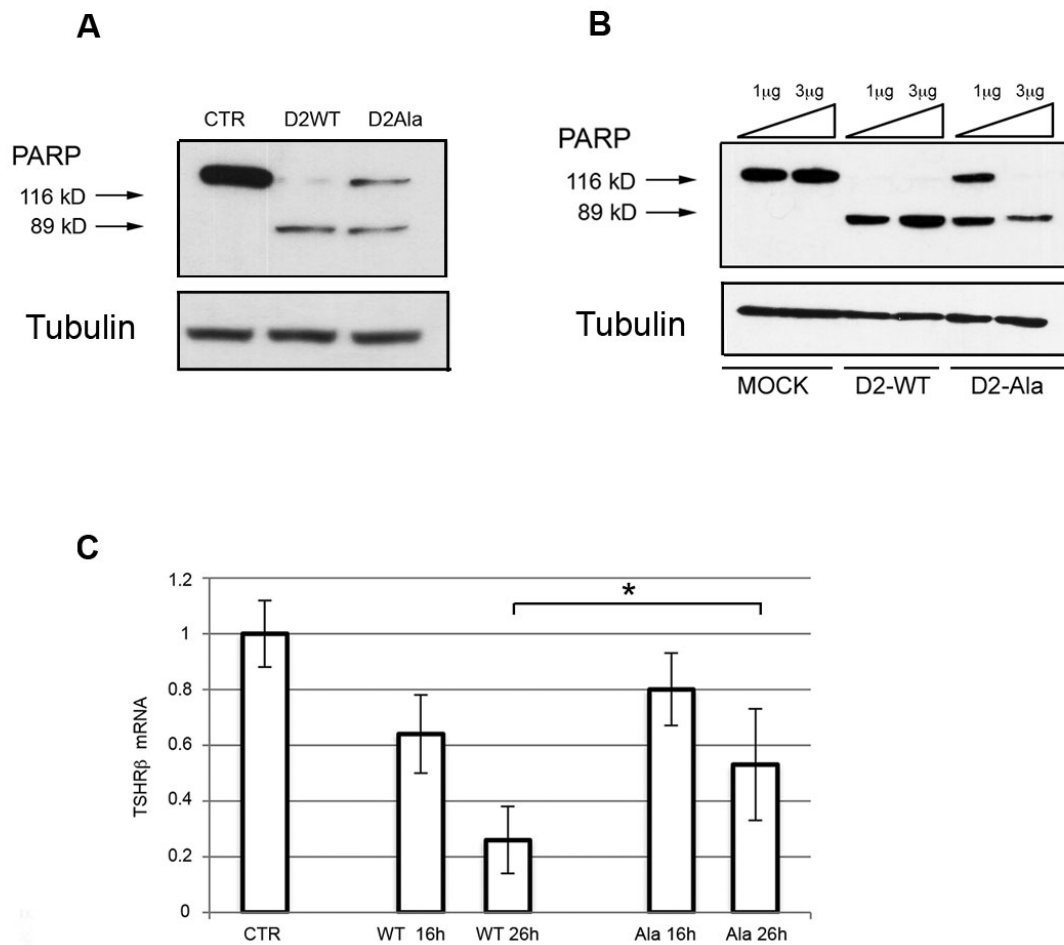 A
CTR D2WT D2Ala
PARP
116 kD
89 kD
Tubulin
B
1μg 3μg 1μg 3μg 1μg 3μg
PARP
116 kD
89 kD
Tubulin
MOCK D2-WT D2-Ala
C
1.2
1
0.8
0.6
0.4
0.2
0
TSHRβ mRNA
*
CTR WT 16h WT 26h Ala 16h Ala 26h